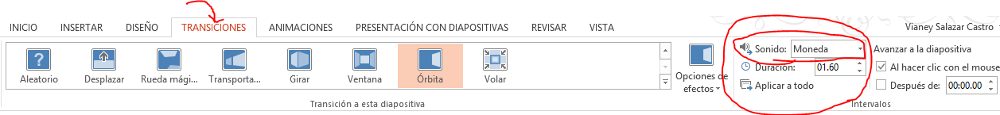 INICIO INSERTAR DISEÑO TRANSICIONES ANIMACIONES PRESENTACIÓN CON DIAPOSITIVAS REVISAR VISTA Vianey Salazar Castro
Aleatorio Desplazar Rueda mági... Transporta... Girar Ventana Órbita Volar
Opciones de efectos
Sonido: Moneda
Duración: 01.60
Aplicar a todo
Avanzar a la diapositiva
Al hacer clic con el mouse
Después de: 00:00.00
Transición a esta diapositiva
Intervalos